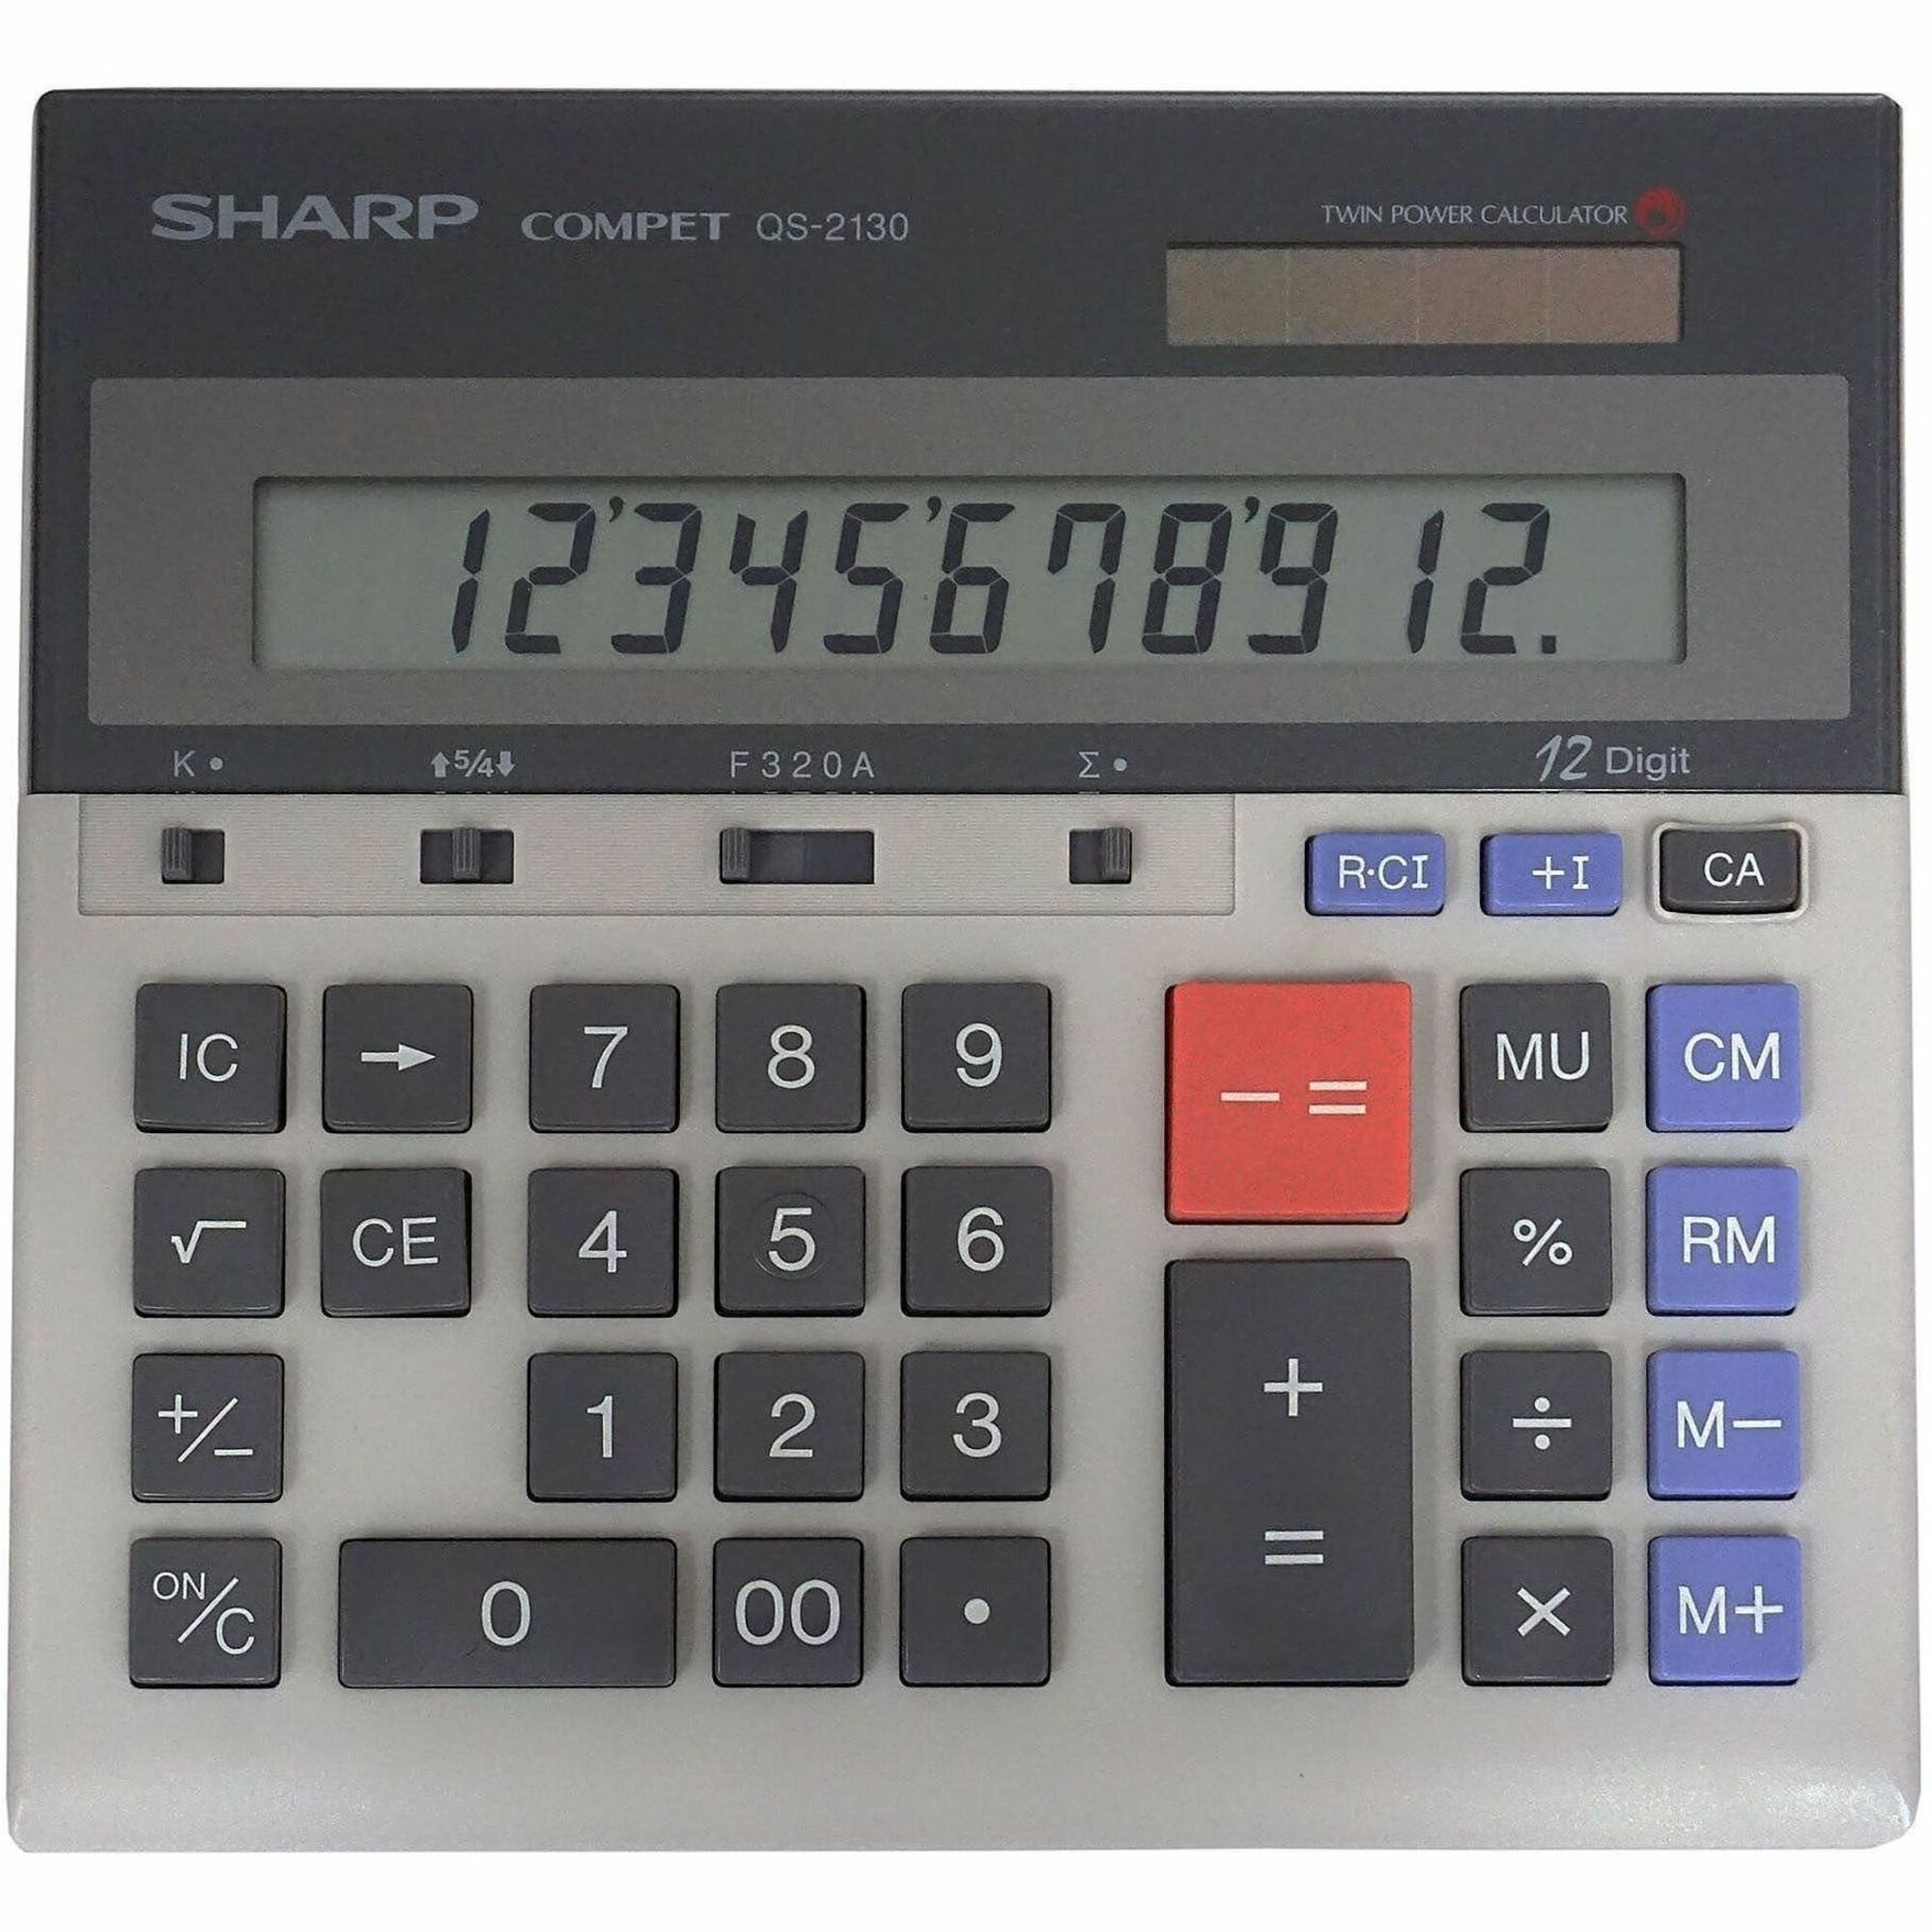 SHARP COMPET QS-2130
TWIN POWER CALCULATOR
12'345'678'912.
K • ⬆5/4⬇ F 3 2 0 A Σ • 12 Digit
R·CI +I CA
IC → 7 8 9 − = MU CM
√ CE 4 5 6 % RM
+/− 1 2 3 + ÷ M−
ON/C 0 00 • = × M+